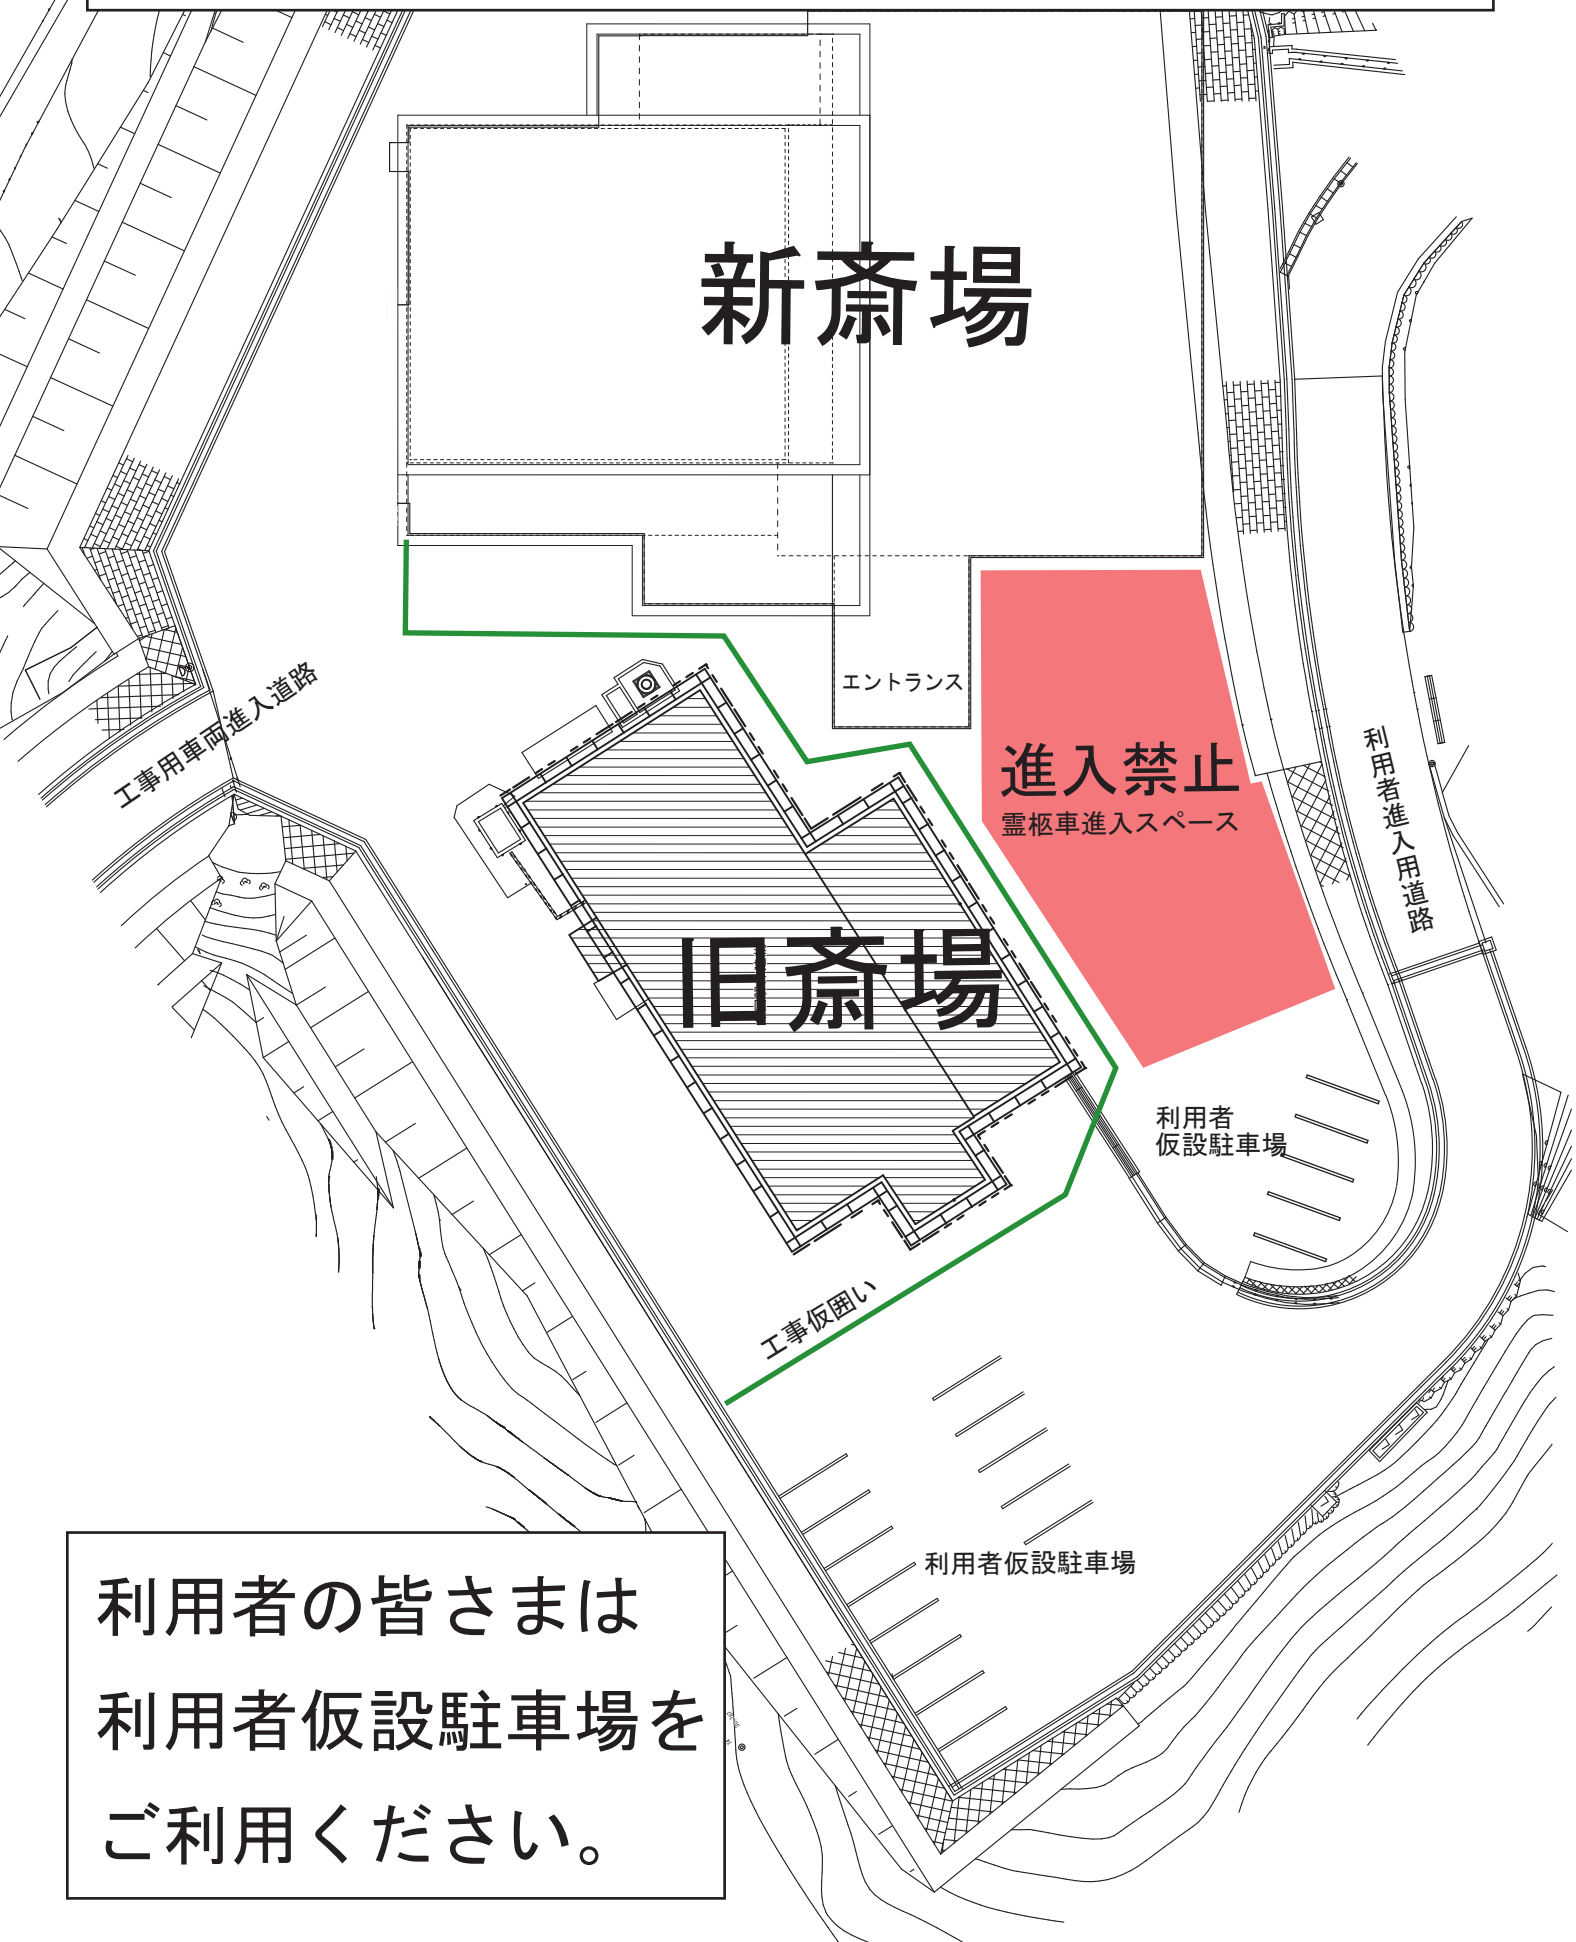 新斎場
エントランス
工事用車両進入道路
進入禁止
霊柩車進入スペース
利用者進入用道路
旧斎場
利用者
仮設駐車場
工事仮囲い
利用者仮設駐車場
利用者の皆さまは
利用者仮設駐車場を
ご利用ください。